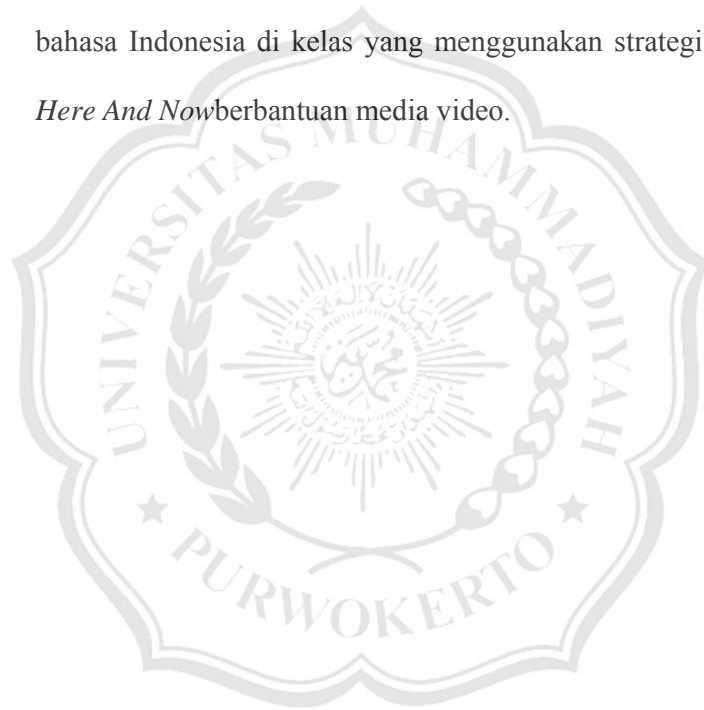 bahasa Indonesia di kelas yang menggunakan strategi
Here And Nowberbantuan media video.
UNIVERSITAS MUHAMMADIYAH
PURWOKERTO